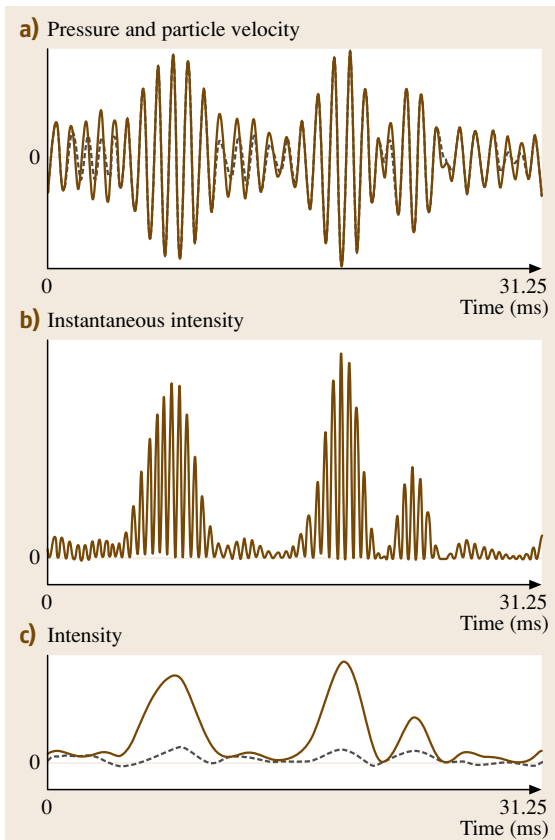 a) Pressure and particle velocity
0
0 31.25
Time (ms)
b) Instantaneous intensity
0
0 31.25
Time (ms)
c) Intensity
0
0 31.25
Time (ms)